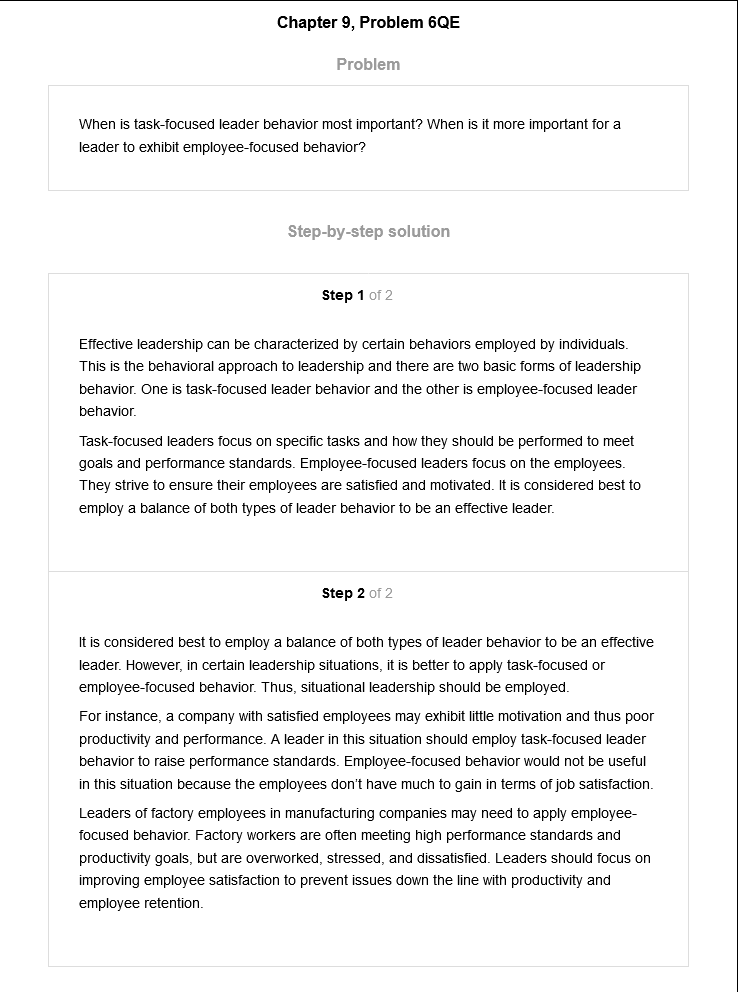 Chapter 9, Problem 6QE
Problem
When is task-focused leader behavior most important? When is it more important for a
leader to exhibit employee-focused behavior?
Step-by-step solution
Step 1 of 2
Effective leadership can be characterized by certain behaviors employed by individuals.
This is the behavioral approach to leadership and there are two basic forms of leadership
behavior. One is task-focused leader behavior and the other is employee-focused leader
behavior.
Task-focused leaders focus on specific tasks and how they should be performed to meet
goals and performance standards. Employee-focused leaders focus on the employees.
They strive to ensure their employees are satisfied and motivated. It is considered best to
employ a balance of both types of leader behavior to be an effective leader.
Step 2 of 2
It is considered best to employ a balance of both types of leader behavior to be an effective
leader. However, in certain leadership situations, it is better to apply task-focused or
employee-focused behavior. Thus, situational leadership should be employed.
For instance, a company with satisfied employees may exhibit little motivation and thus poor
productivity and performance. A leader in this situation should employ task-focused leader
behavior to raise performance standards. Employee-focused behavior would not be useful
in this situation because the employees don't have much to gain in terms of job satisfaction.
Leaders of factory employees in manufacturing companies may need to apply employee-
focused behavior. Factory workers are often meeting high performance standards and
productivity goals, but are overworked, stressed, and dissatisfied. Leaders should focus on
improving employee satisfaction to prevent issues down the line with productivity and
employee retention.